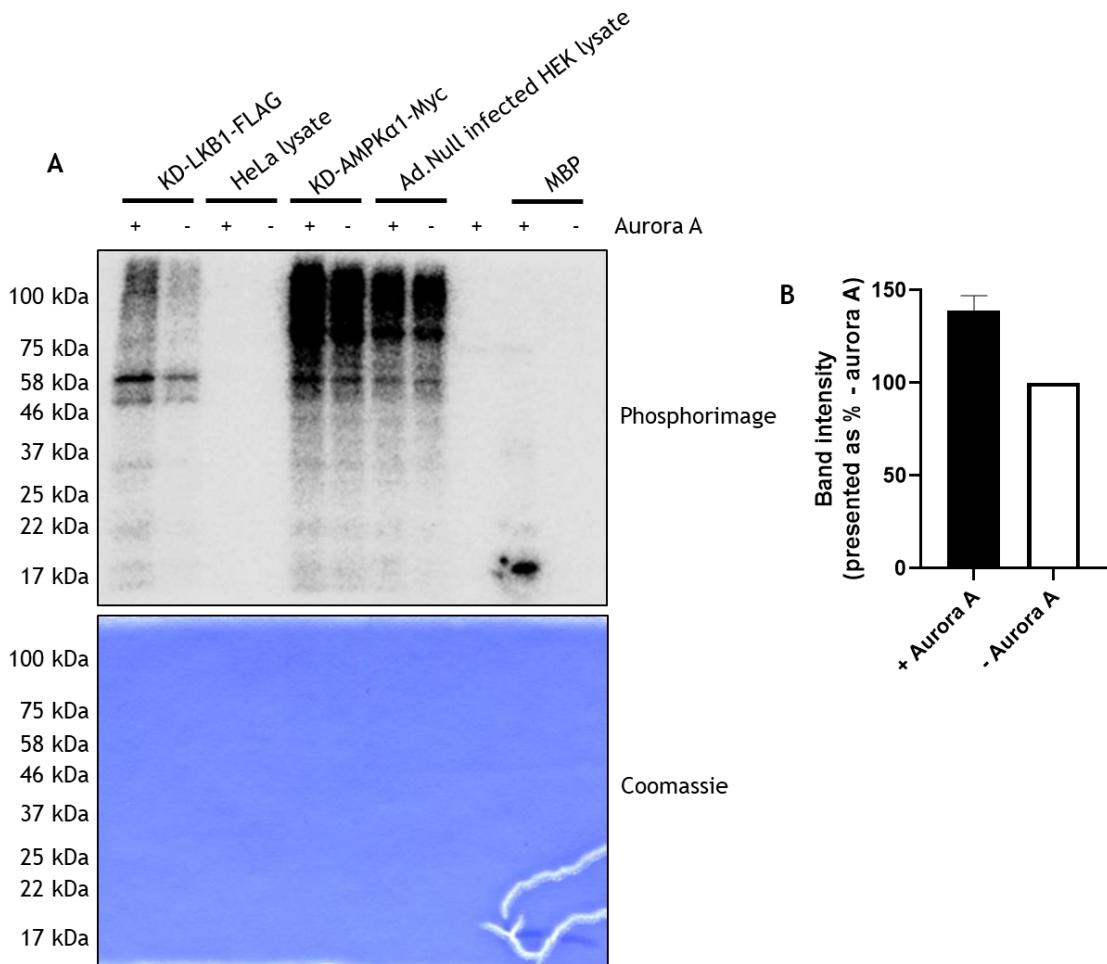 A
KD-LKB1-FLAG
HeLa lysate
KD-AMPKα1-Myc
Ad.Null infected HEK lysate
MBP
+ - + - + - + - + + - Aurora A
100 kDa
75 kDa
58 kDa
46 kDa
37 kDa
25 kDa
22 kDa
17 kDa
Phosphorimage
100 kDa
75 kDa
58 kDa
46 kDa
37 kDa
25 kDa
22 kDa
17 kDa
Coomassie
B
Band intensity
(presented as % - aurora A)
150
100
50
0
+ Aurora A
- Aurora A